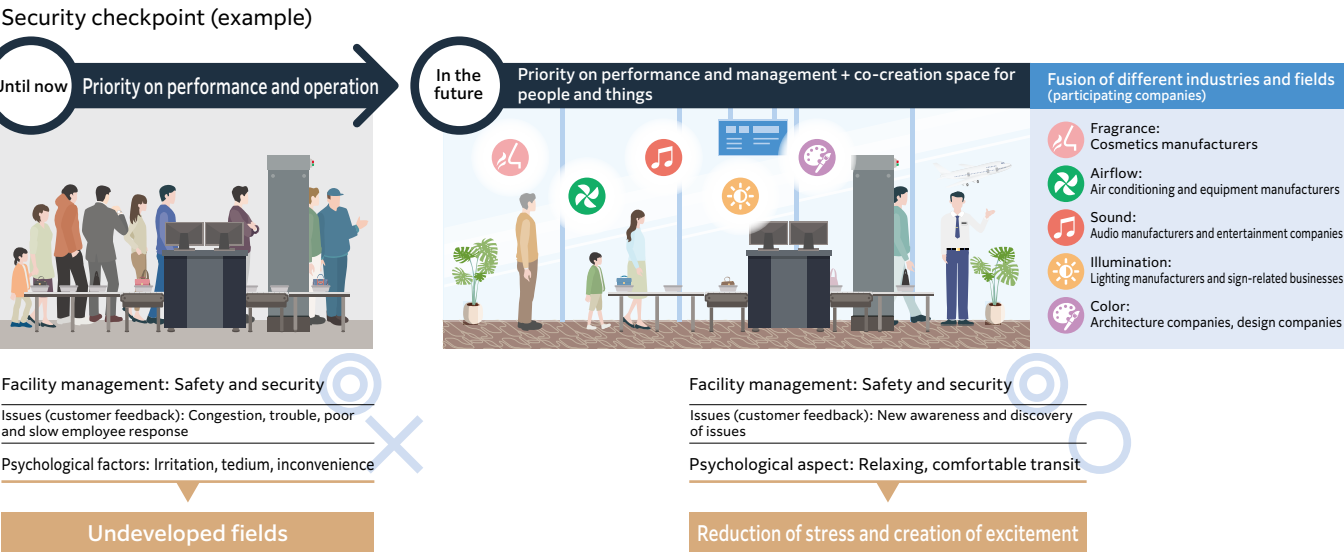 Security checkpoint (example)
Until now
Priority on performance and operation
In the
future
Priority on performance and management + co-creation space for
people and things
Fusion of different industries and fields
(participating companies)
Fragrance:
Cosmetics manufacturers
Airflow:
Air conditioning and equipment manufacturers
Sound:
Audio manufacturers and entertainment companies
Illumination:
Lighting manufacturers and sign-related businesses
Color:
Architecture companies, design companies
Facility management: Safety and security
Issues (customer feedback): Congestion, trouble, poor
and slow employee response
Psychological factors: Irritation, tedium, inconvenience
Undeveloped fields
Facility management: Safety and security
Issues (customer feedback): New awareness and discovery
of issues
Psychological aspect: Relaxing, comfortable transit
Reduction of stress and creation of excitement